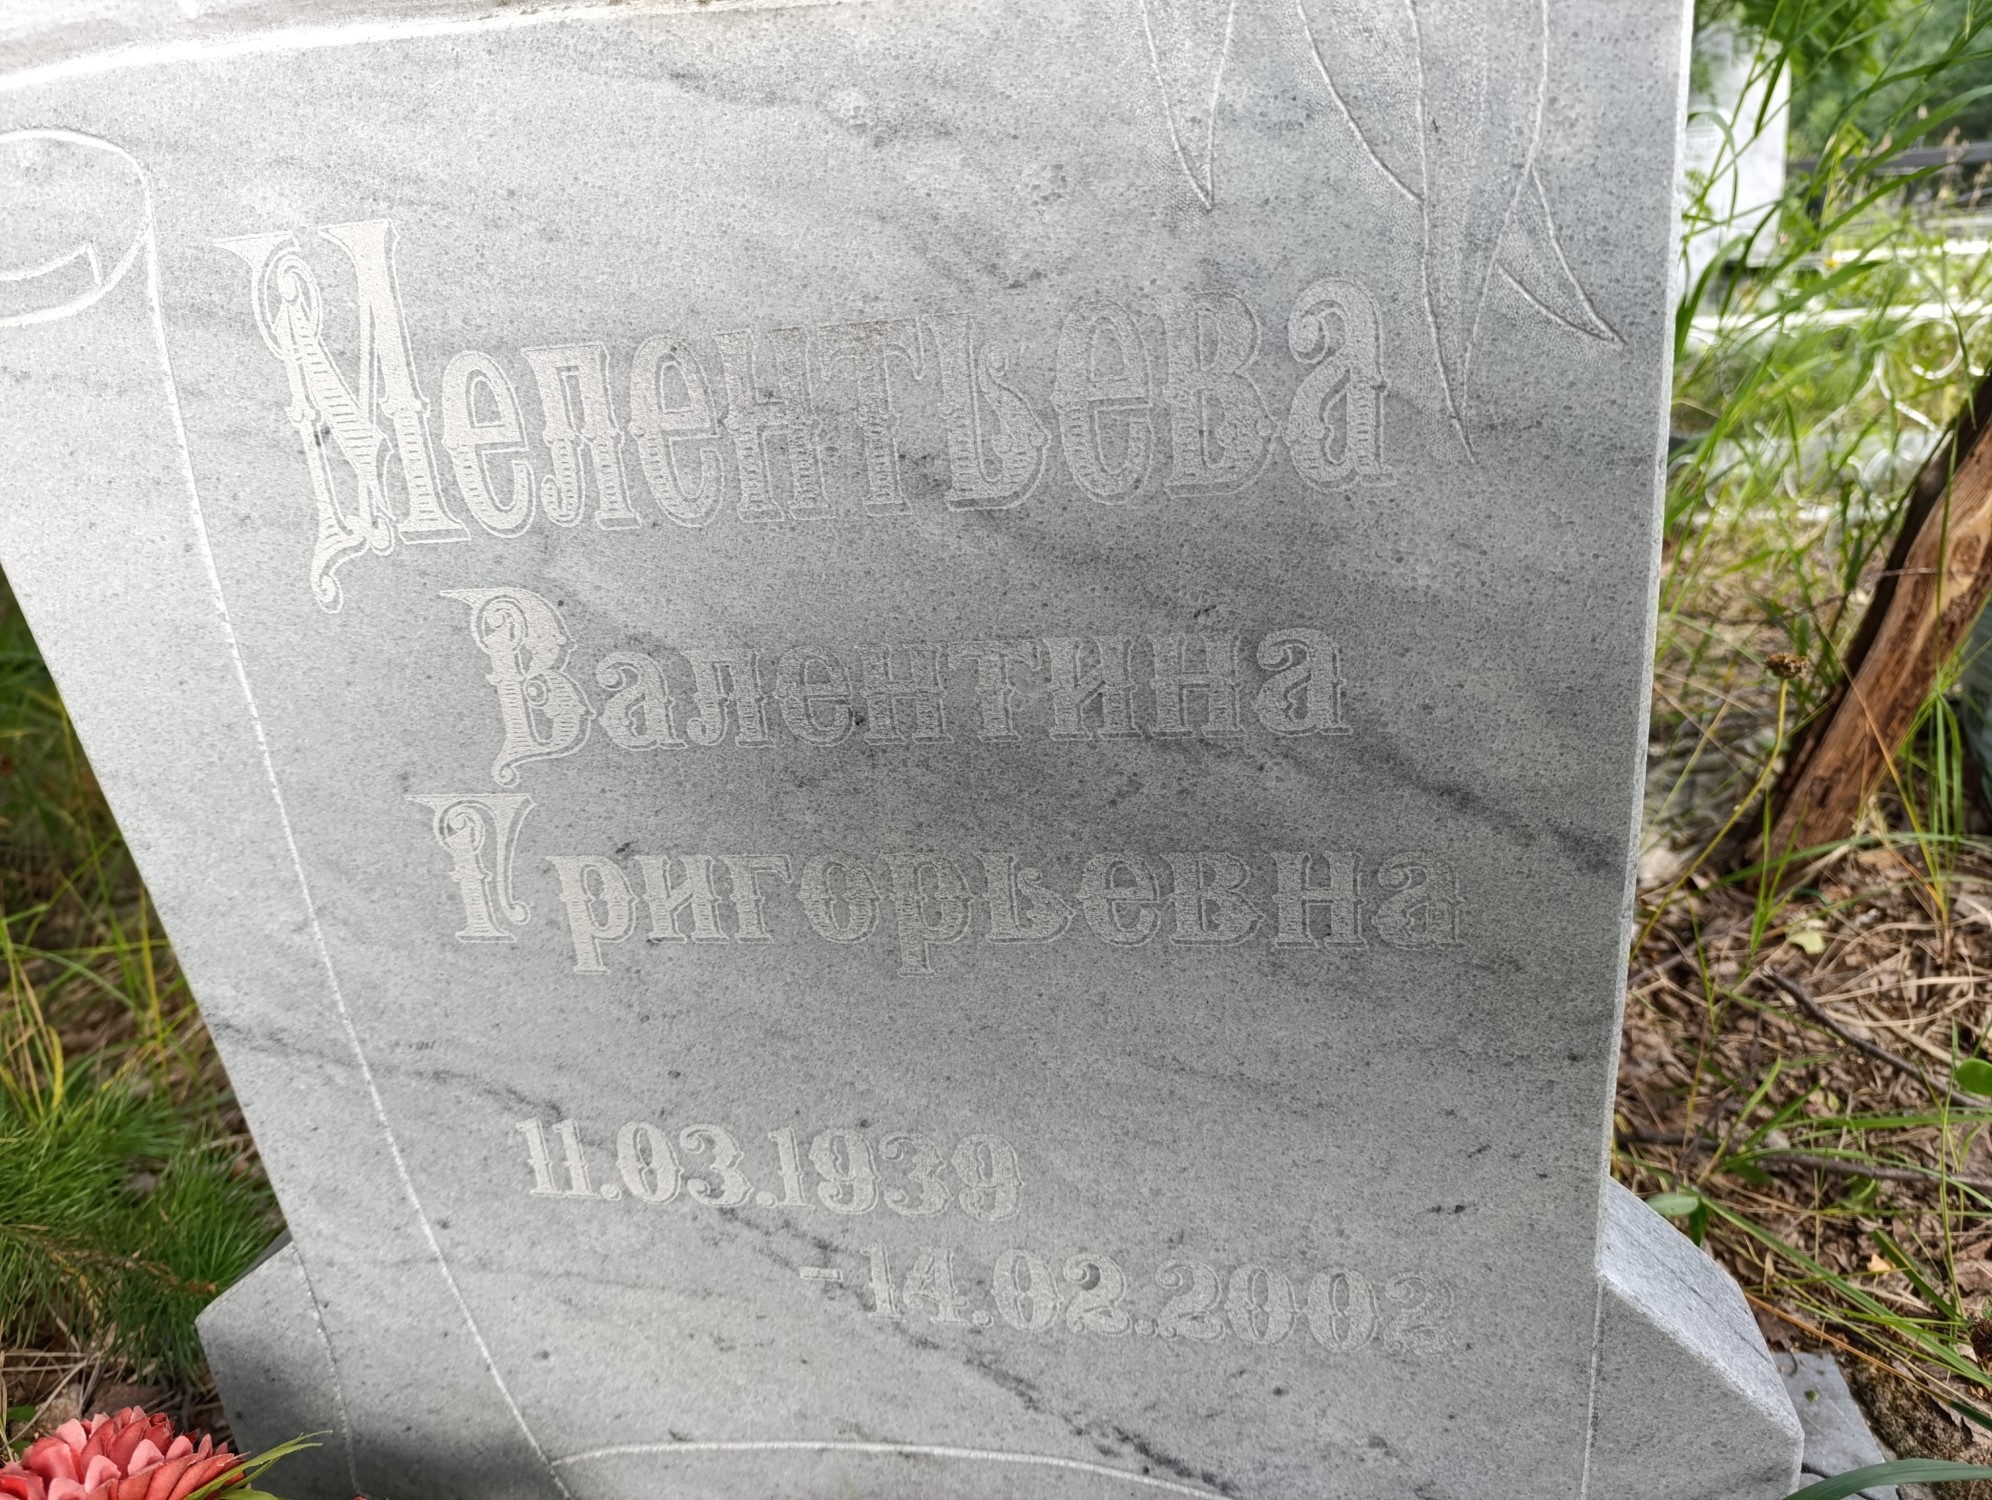 Мелентьева
Валентина
Григорьевна
11.03.1939
-14.02.2002